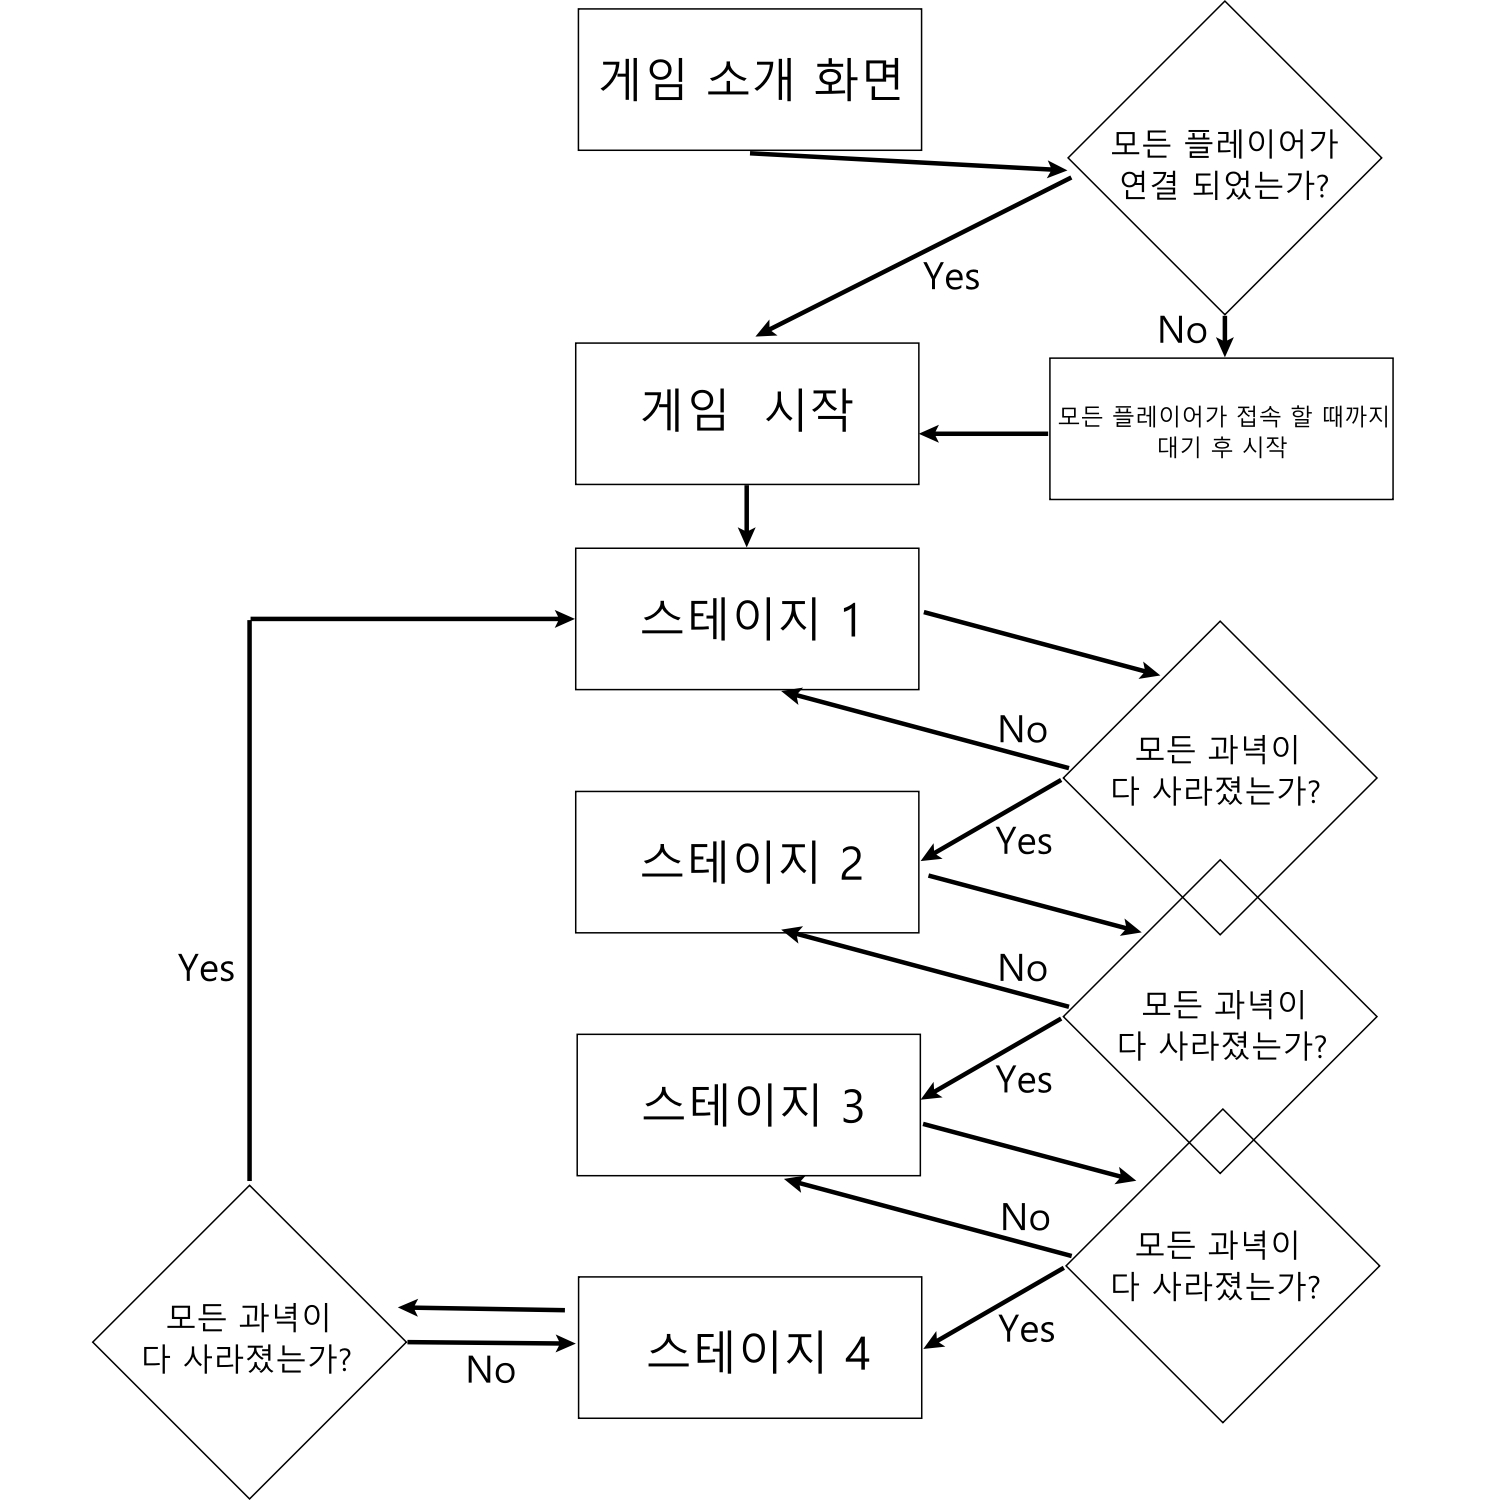 게임 소개 화면
모든 플레이어가
연결 되었는가?
Yes
No
게임 시작
모든 플레이어가 접속 할 때까지
대기 후 시작
스테이지 1
모든 과녁이
다 사라졌는가?
No
Yes
스테이지 2
모든 과녁이
다 사라졌는가?
No
Yes
스테이지 3
모든 과녁이
다 사라졌는가?
No
Yes
스테이지 4
모든 과녁이
다 사라졌는가?
No
Yes